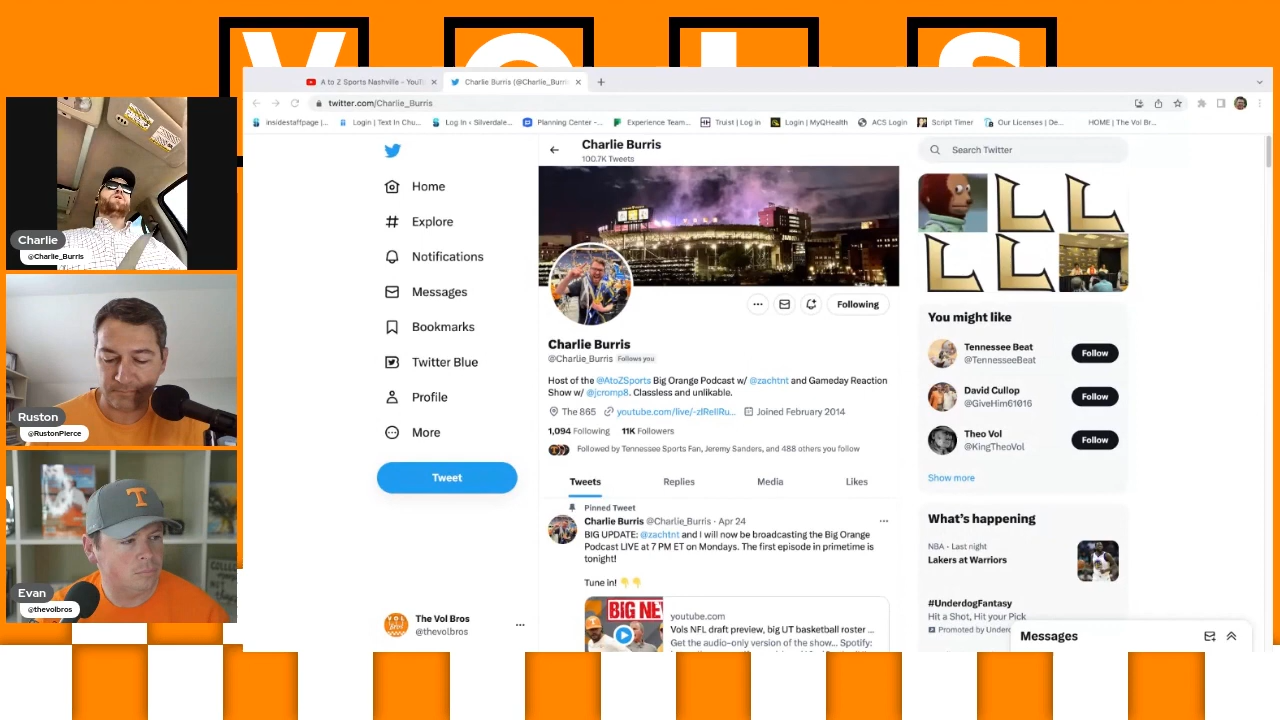 V O L S
A to Z Sports Nashville - YouT
Charlie Burris (@Charlie_Burri
twitter.com/Charlie_Burris
insidestaffpage |...
Login | Text In Chu...
Log In ‹ Silverdale...
Planning Center -...
Experience Team...
Truist | Log in
Login | MyQHealth
ACS Login
Script Timer
Our Licenses | De...
HOME | The Vol Br...
Charlie
@Charlie_Burris
Ruston
@RustonPierce
Evan
@thevolbros
Home
Explore
Notifications
Messages
Bookmarks
Twitter Blue
Profile
More
Tweet
The Vol Bros
@thevolbros
Charlie Burris
100.7K Tweets
Following
Charlie Burris
@Charlie_Burris Follows you
Host of the @AtoZSports Big Orange Podcast w/ @zachtnt and Gameday Reaction
Show w/ @jcromp8. Classless and unlikable.
The 865 youtube.com/live/-zIRelIRu... Joined February 2014
1,094 Following 11K Followers
Followed by Tennessee Sports Fan, Jeremy Sanders, and 488 others you follow
Tweets Replies Media Likes
Pinned Tweet
Charlie Burris @Charlie_Burris · Apr 24
BIG UPDATE: @zachtnt and I will now be broadcasting the Big Orange
Podcast LIVE at 7 PM ET on Mondays. The first episode in primetime is
tonight!
Tune in! 👇👇
BIG NEW
youtube.com
Vols NFL draft preview, big UT basketball roster ...
Get the audio-only version of the show... Spotify:
Search Twitter
L L
L L
You might like
Tennessee Beat
@TennesseeBeat
Follow
David Cullop
@GiveHim61016
Follow
Theo Vol
@KingTheoVol
Follow
Show more
What's happening
NBA · Last night
Lakers at Warriors
#UnderdogFantasy
Hit a Shot, Hit your Pick
Promoted by Underd
Messages